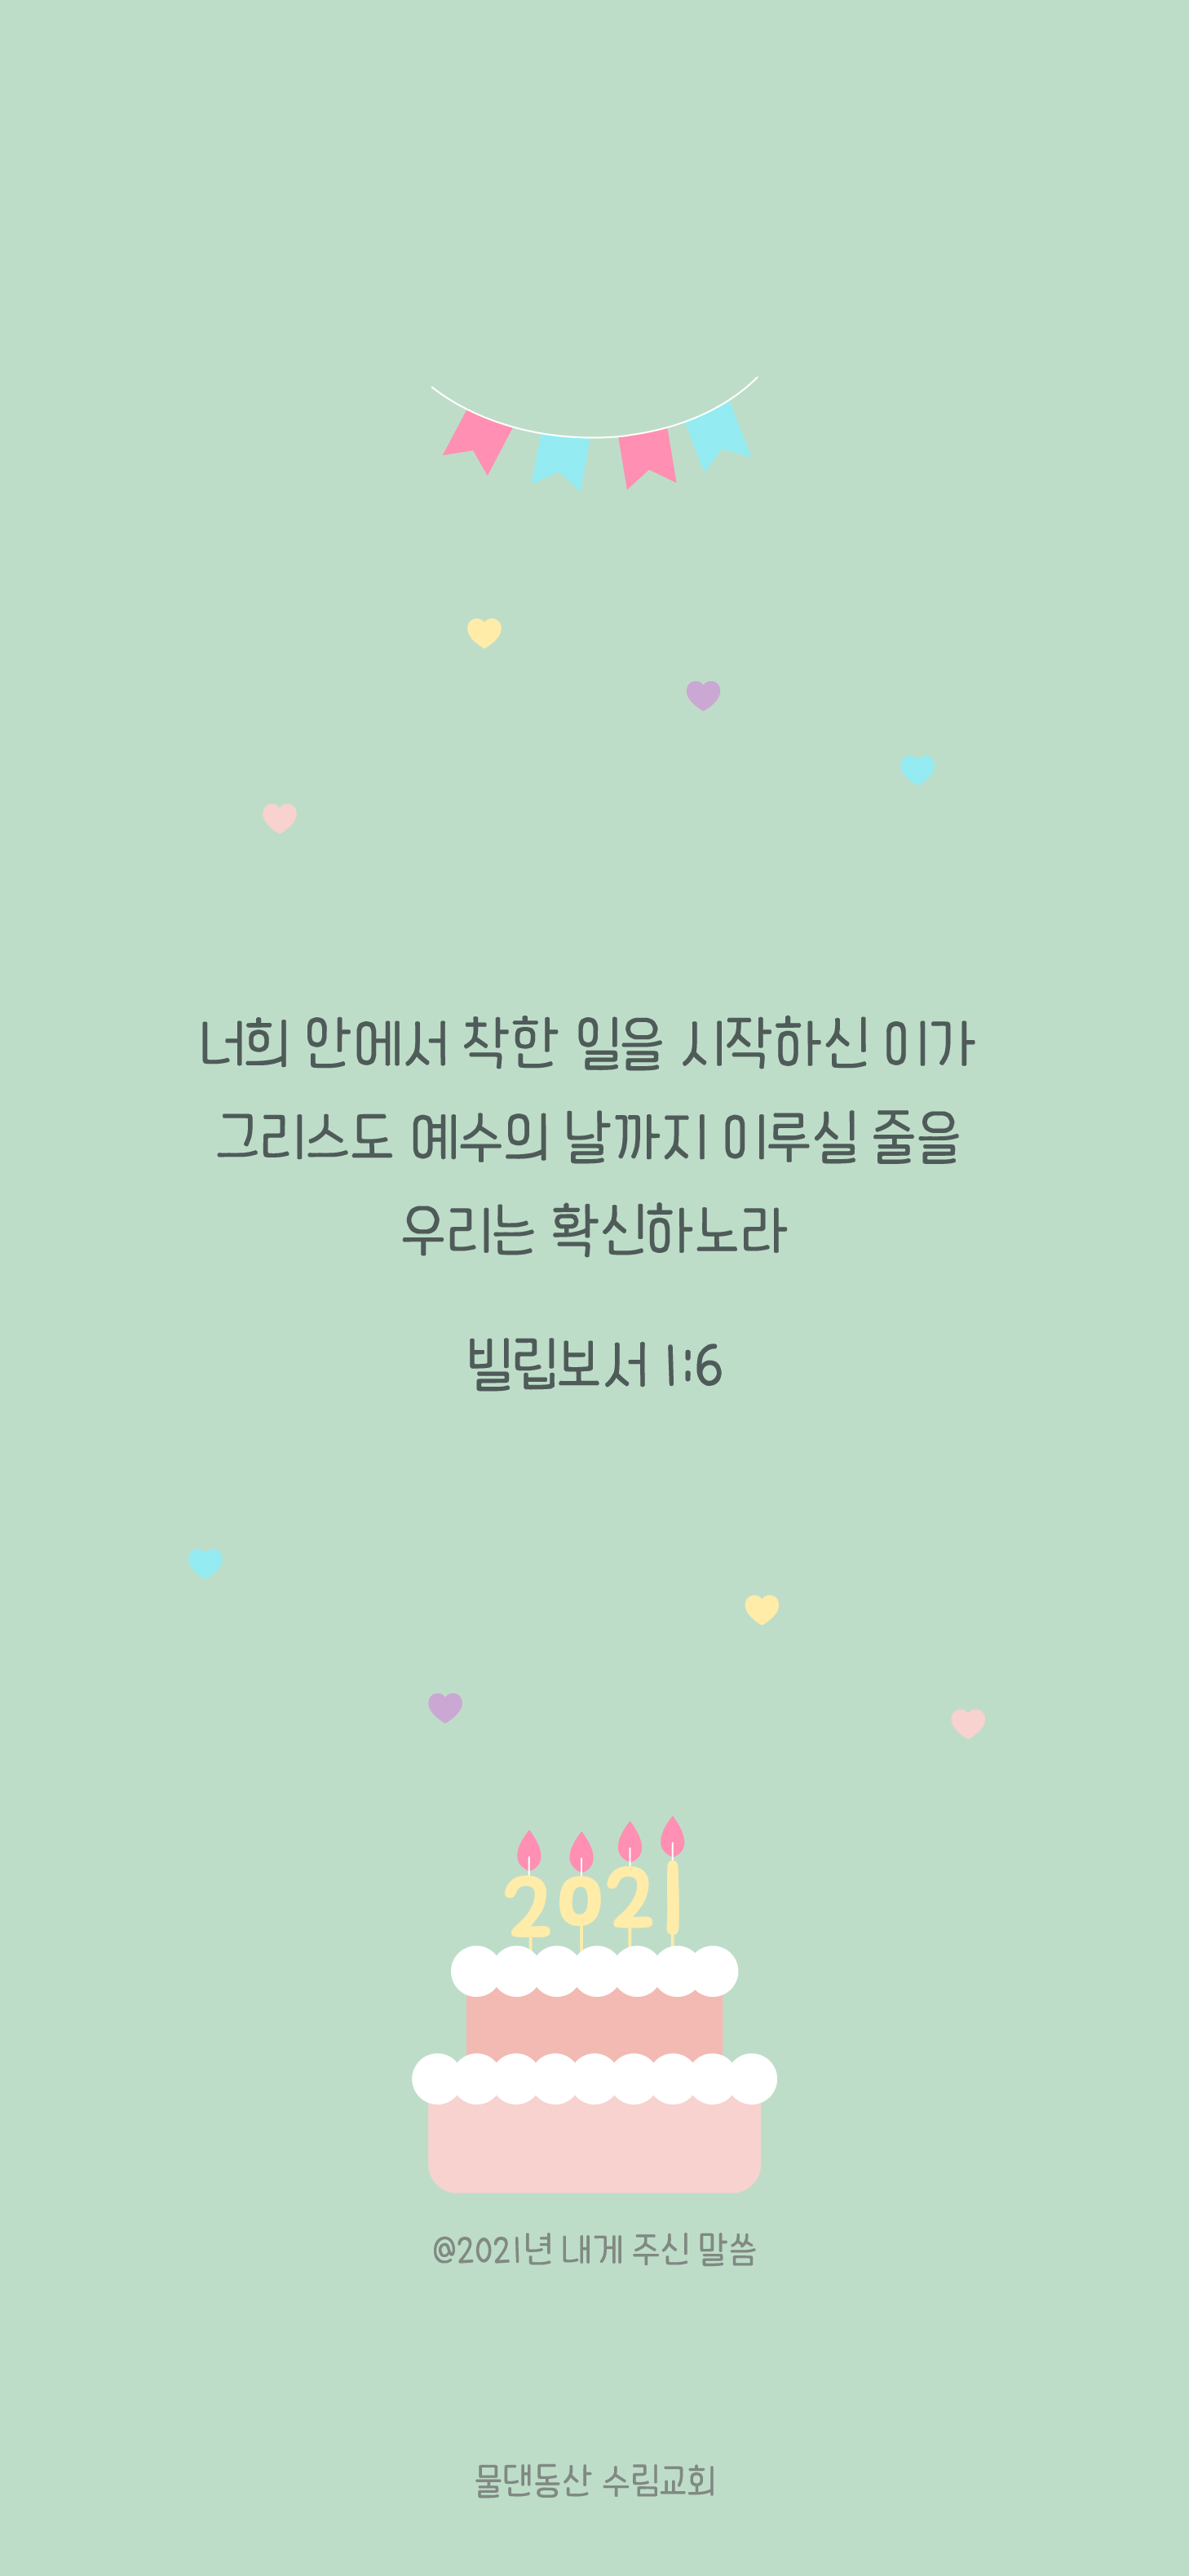 너희 안에서 착한 일을 시작하신 이가
그리스도 예수의 날까지 이루실 줄을
우리는 확신하노라
빌립보서 1:6
2021
@2021년 내게 주신 말씀
물댄동산 수림교회